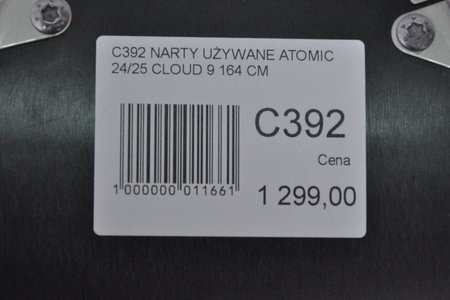 C392 NARTY UŻYWANE ATOMIC
24/25 CLOUD 9 164 CM
C392
Cena
1 000000 011661
1 299,00